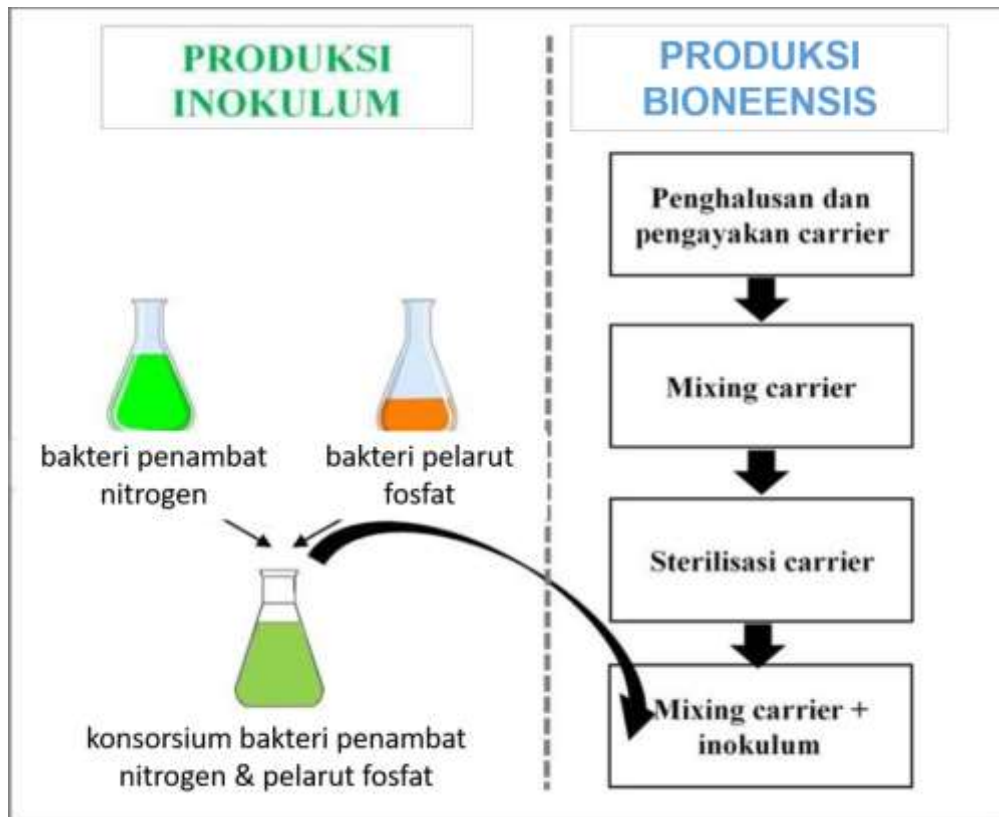 PRODUKSI
INOKULUM
bakteri penambat
nitrogen
bakteri pelarut
fosfat
konsorsium bakteri penambat
nitrogen & pelarut fosfat
PRODUKSI
BIONEENSIS
Penghalusan dan
pengayakan carrier
Mixing carrier
Sterilisasi carrier
Mixing carrier +
inokulum